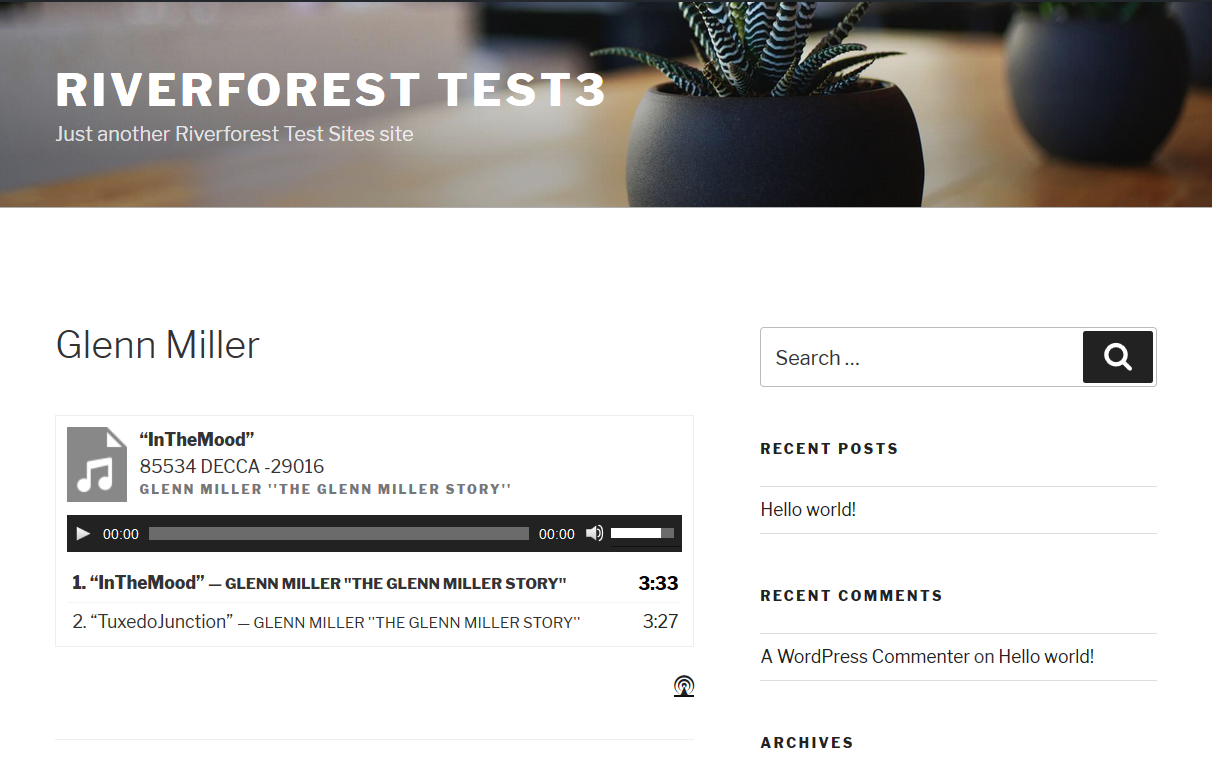 RIVERFOREST TEST3
Just another Riverforest Test Sites site
Glenn Miller
“InTheMood”
85534 DECCA -29016
GLENN MILLER ''THE GLENN MILLER STORY''
00:00 00:00
1. “InTheMood” — GLENN MILLER "THE GLENN MILLER STORY" 3:33
2. “TuxedoJunction” — GLENN MILLER ''THE GLENN MILLER STORY'' 3:27
Search …
RECENT POSTS
Hello world!
RECENT COMMENTS
A WordPress Commenter on Hello world!
ARCHIVES